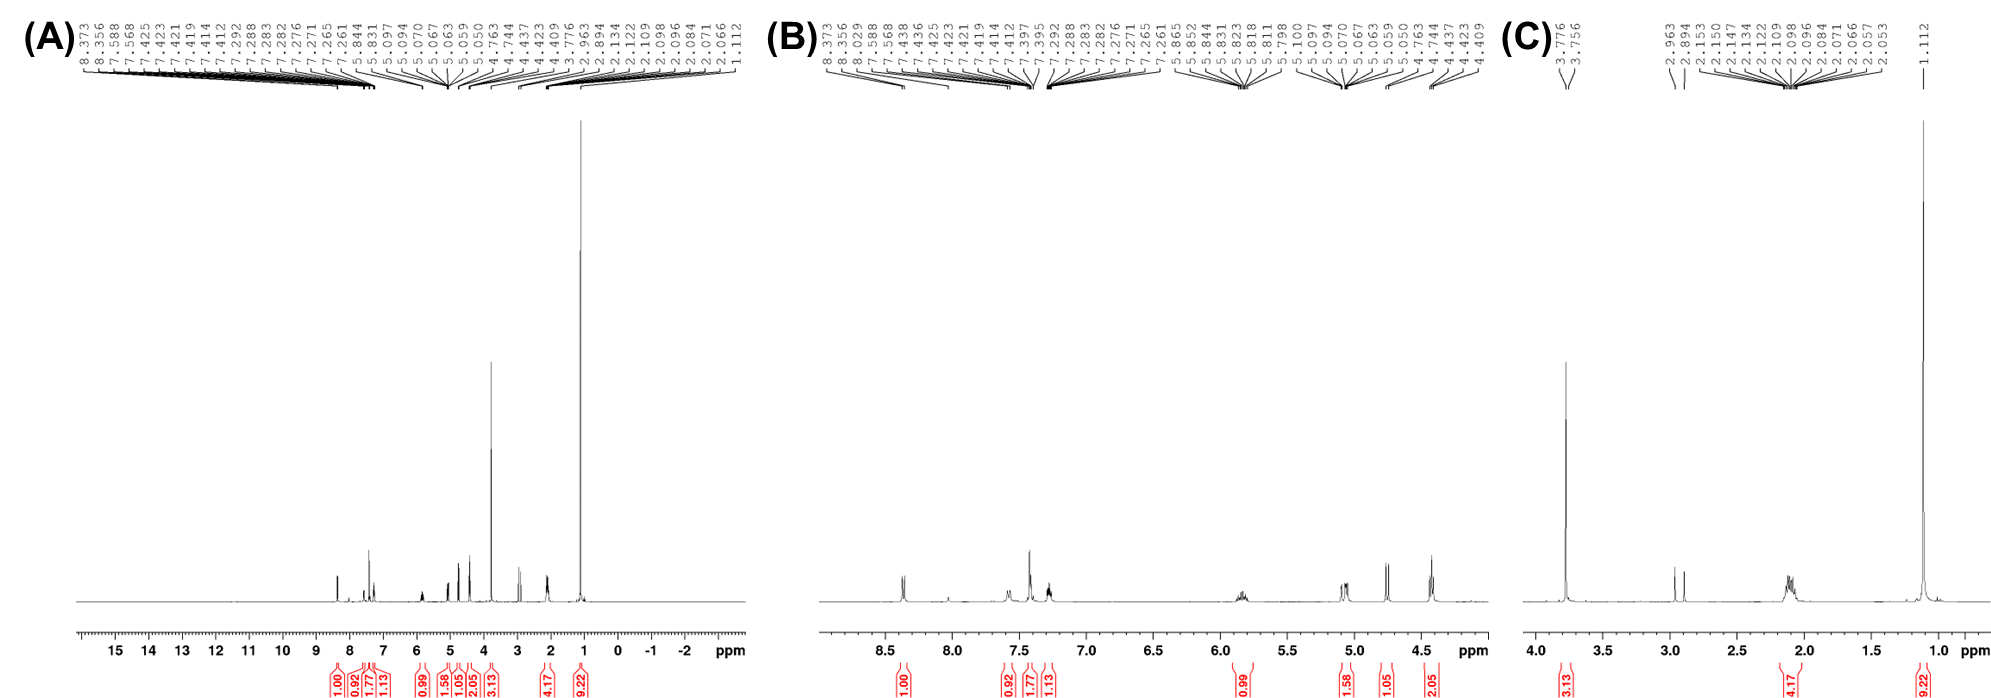 (A) 8.373 8.356 7.588 7.568 7.425 7.423 7.421 7.419 7.414 7.412 7.292 7.288 7.283 7.282 7.276 7.271 7.265 7.261 5.844 5.831 5.097 5.094 5.070 5.067 5.063 5.059 5.050 4.763 4.744 4.437 4.423 4.409 3.776 2.963 2.894 2.134 2.122 2.109 2.098 2.096 2.084 2.071 2.066 1.112
15 14 13 12 11 10 9 8 7 6 5 4 3 2 1 0 -1 -2 ppm
1.00 0.92 1.77 1.13 0.99 1.58 1.05 2.05 3.13 4.17 9.22
(B) 8.373 8.356 8.029 7.588 7.568 7.438 7.436 7.425 7.423 7.421 7.419 7.414 7.412 7.397 7.395 7.292 7.288 7.283 7.282 7.276 7.271 7.265 7.261 5.865 5.852 5.844 5.831 5.823 5.818 5.811 5.798 5.100 5.097 5.094 5.070 5.067 5.063 5.059 5.050 4.763 4.744 4.437 4.423 4.409
8.5 8.0 7.5 7.0 6.5 6.0 5.5 5.0 4.5 ppm
1.00 0.92 1.77 1.13 0.99 1.58 1.05 2.05
(C) 3.776 3.756 2.963 2.894 2.153 2.150 2.147 2.134 2.122 2.109 2.098 2.096 2.084 2.071 2.066 2.057 2.053 1.112
4.0 3.5 3.0 2.5 2.0 1.5 1.0 ppm
3.13 4.17 9.22